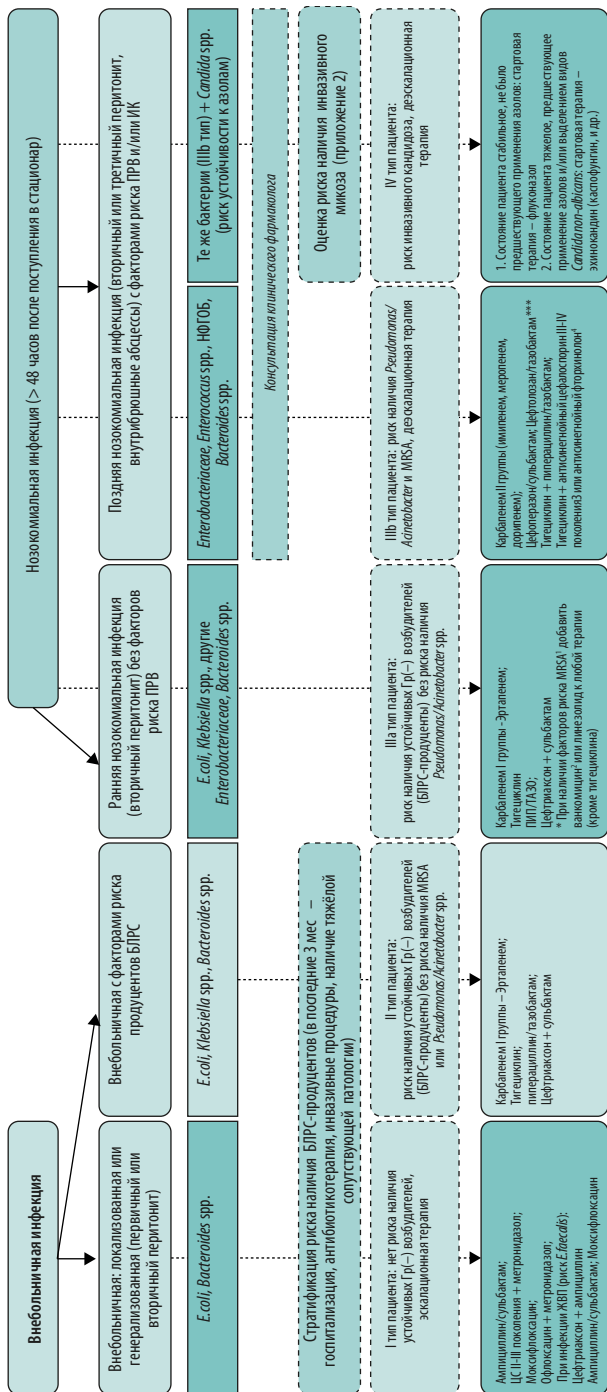 Внебольничная инфекция
Нозокомиальная инфекция (> 48 часов после поступления в стационар)
Внебольничная: локализованная или
генерализованная (первичный или
вторичный перитонит)
Внебольничная с факторами риска
продуцентов БЛРС
Ранняя нозокомиальная инфекция
(вторичный перитонит) без факторов
риска ПРВ
Поздняя нозокомиальная инфекция (вторичный или третичный перитонит,
внутрибрюшные абсцессы) с факторами риска ПРВ и/или ИК
E.coli, Bacteroides spp.
E.coli, Klebsiella spp., Bacteroides spp.
E.coli, Klebsiella spp., другие
Enterobacteriaceae, Bacteroides spp.
Enterobacteriaceae, Enterococcus spp., НФГОБ,
Bacteroides spp.
Те же бактерии (IIIb тип) + Candida spp.
(риск устойчивости к азолам)
Консультация клинического фармаколога
Стратификация риска наличия БЛРС-продуцентов (в последние 3 мес –
госпитализация, антибиотикотерапия, инвазивные процедуры, наличие тяжёлой
сопутствующей патологии)
Оценка риска наличия инвазивного
микоза (приложение 2)
I тип пациента: нет риска наличия
устойчивых Гр(–) возбудителей,
эскалационная терапия
II тип пациента:
риск наличия устойчивых Гр(–) возбудителей
(БЛРС-продуценты) без риска наличия MRSA
или Pseudomonas/Acinetobacter spp.
IIIa тип пациента:
риск наличия устойчивых Гр(–) возбудителей
(БЛРС-продуценты) без риска наличия
Pseudomonas/Acinetobacter spp.
IIIb тип пациента: риск наличия Pseudomonas/
Acinetobacter и MRSA, деэскалационная терапия
IV тип пациента:
риск инвазивного кандидоза, деэскалационная
терапия
Ампициллин/сульбактам;
ЦС II-III поколения + метронидазол;
Моксифлоксацин;
Офлоксацин + метронидазол;
При инфекции ЖВП (риск E.faecalis):
Цефтриаксон + ампициллин
Ампициллин/сульбактам; Моксифлоксацин
Карбапенем I группы – Эртапенем;
Тигециклин;
пиперациллин/тазобактам;
Цефтриаксон + сульбактам
Карбапенем I группы - Эртапенем;
Тигециклин
ПИП/ТАЗО;
Цефтриаксон + сульбактам
* При наличии факторов риска MRSA¹ добавить
ванкомицин² или линезолид к любой терапии
(кроме тигециклина)
Карбапенем II группы (имипенем, меропенем,
дорипенем);
Цефоперазон/сульбактам; Цефтолозан/тазобактам***
Тигециклин + пиперациллин/тазобактам;
Тигециклин + антисинегнойный цефалоспорин III-IV
поколения3 или антисинегнойный фторхинолон⁴
1. Состояние пациента стабильное, не было
предшествующего применения азолов: стартовая
терапия – флуконазол
2. Состояние пациента тяжелое, предшествующее
применение азолов и/или выделением видов
Candida non-albicans: стартовая терапия –
эхинокандин (каспофунгин, и др.)